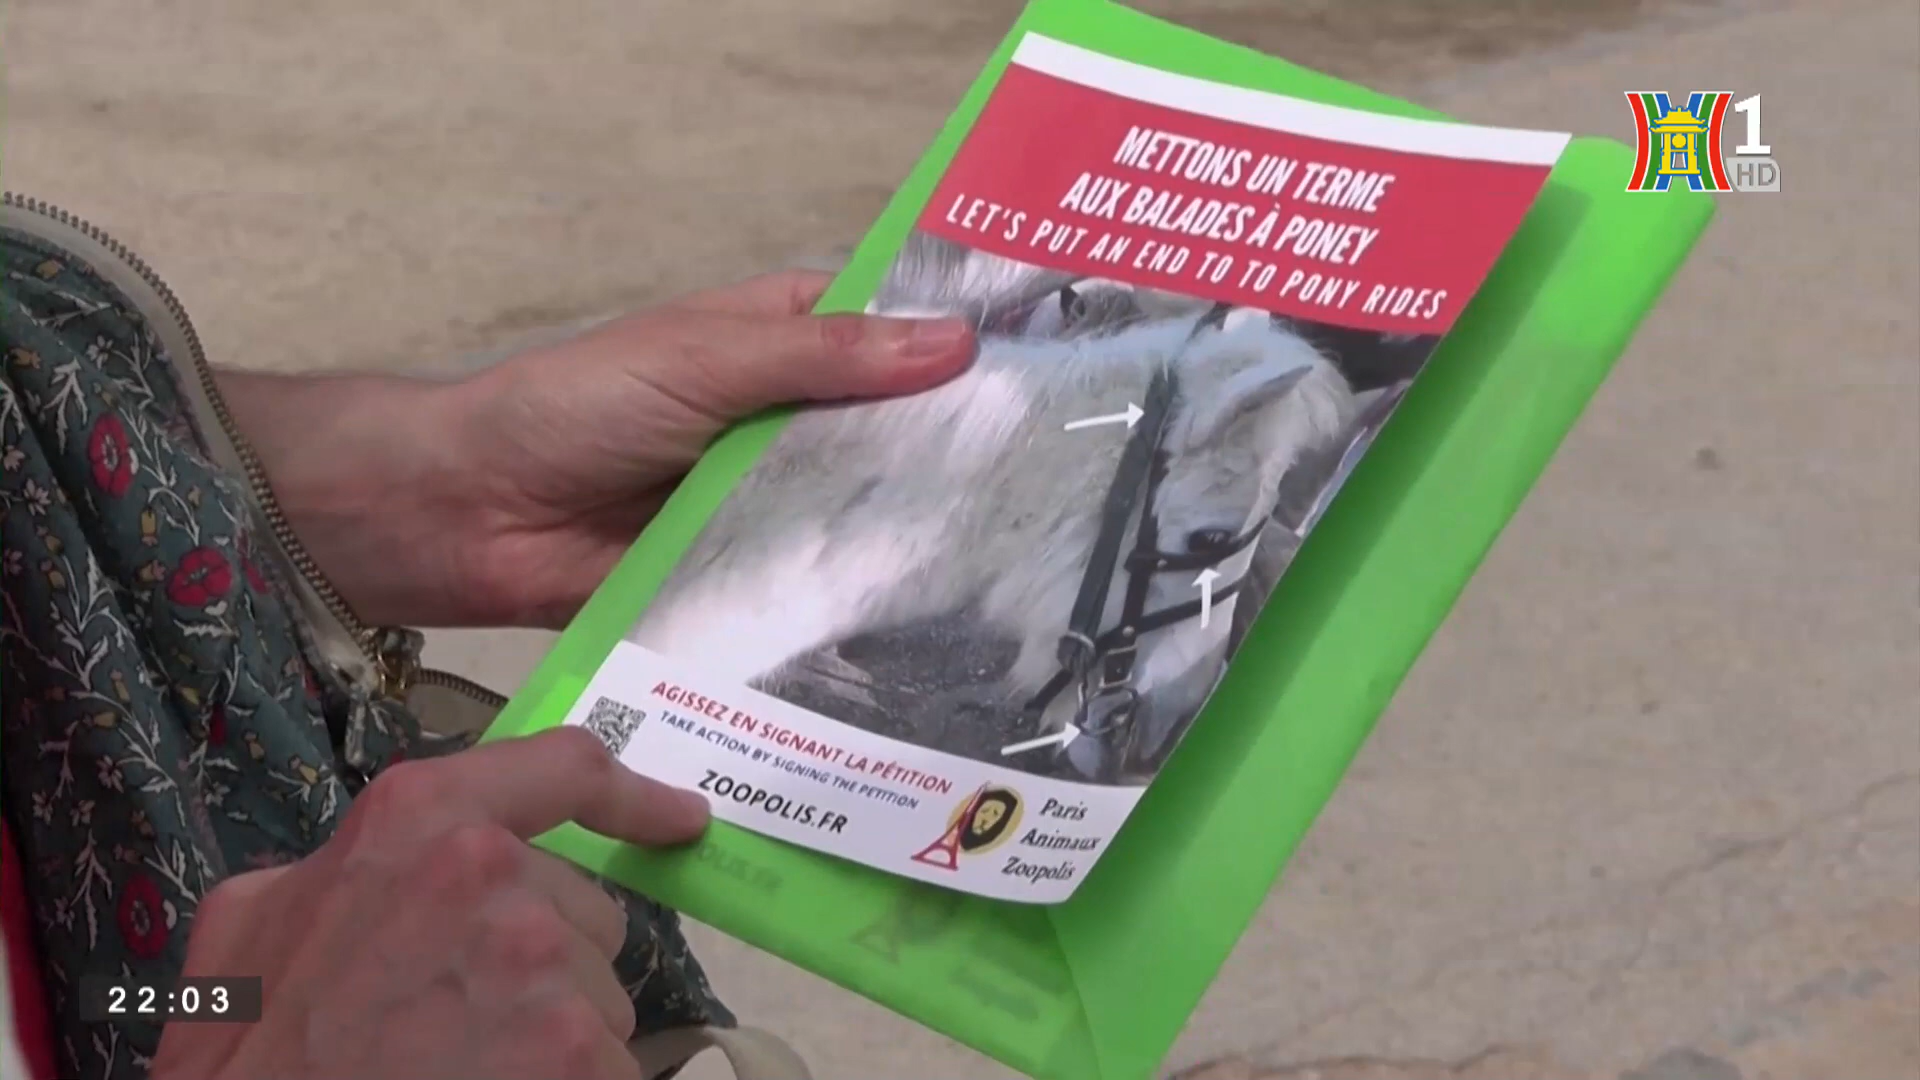 1
HD
METTONS UN TERME
AUX BALADES À PONEY
LET'S PUT AN END TO TO PONY RIDES
AGISSEZ EN SIGNANT LA PÉTITION
TAKE ACTION BY SIGNING THE PETITION
ZOOPOLIS.FR
Paris
Animaux
Zoopolis
22:03